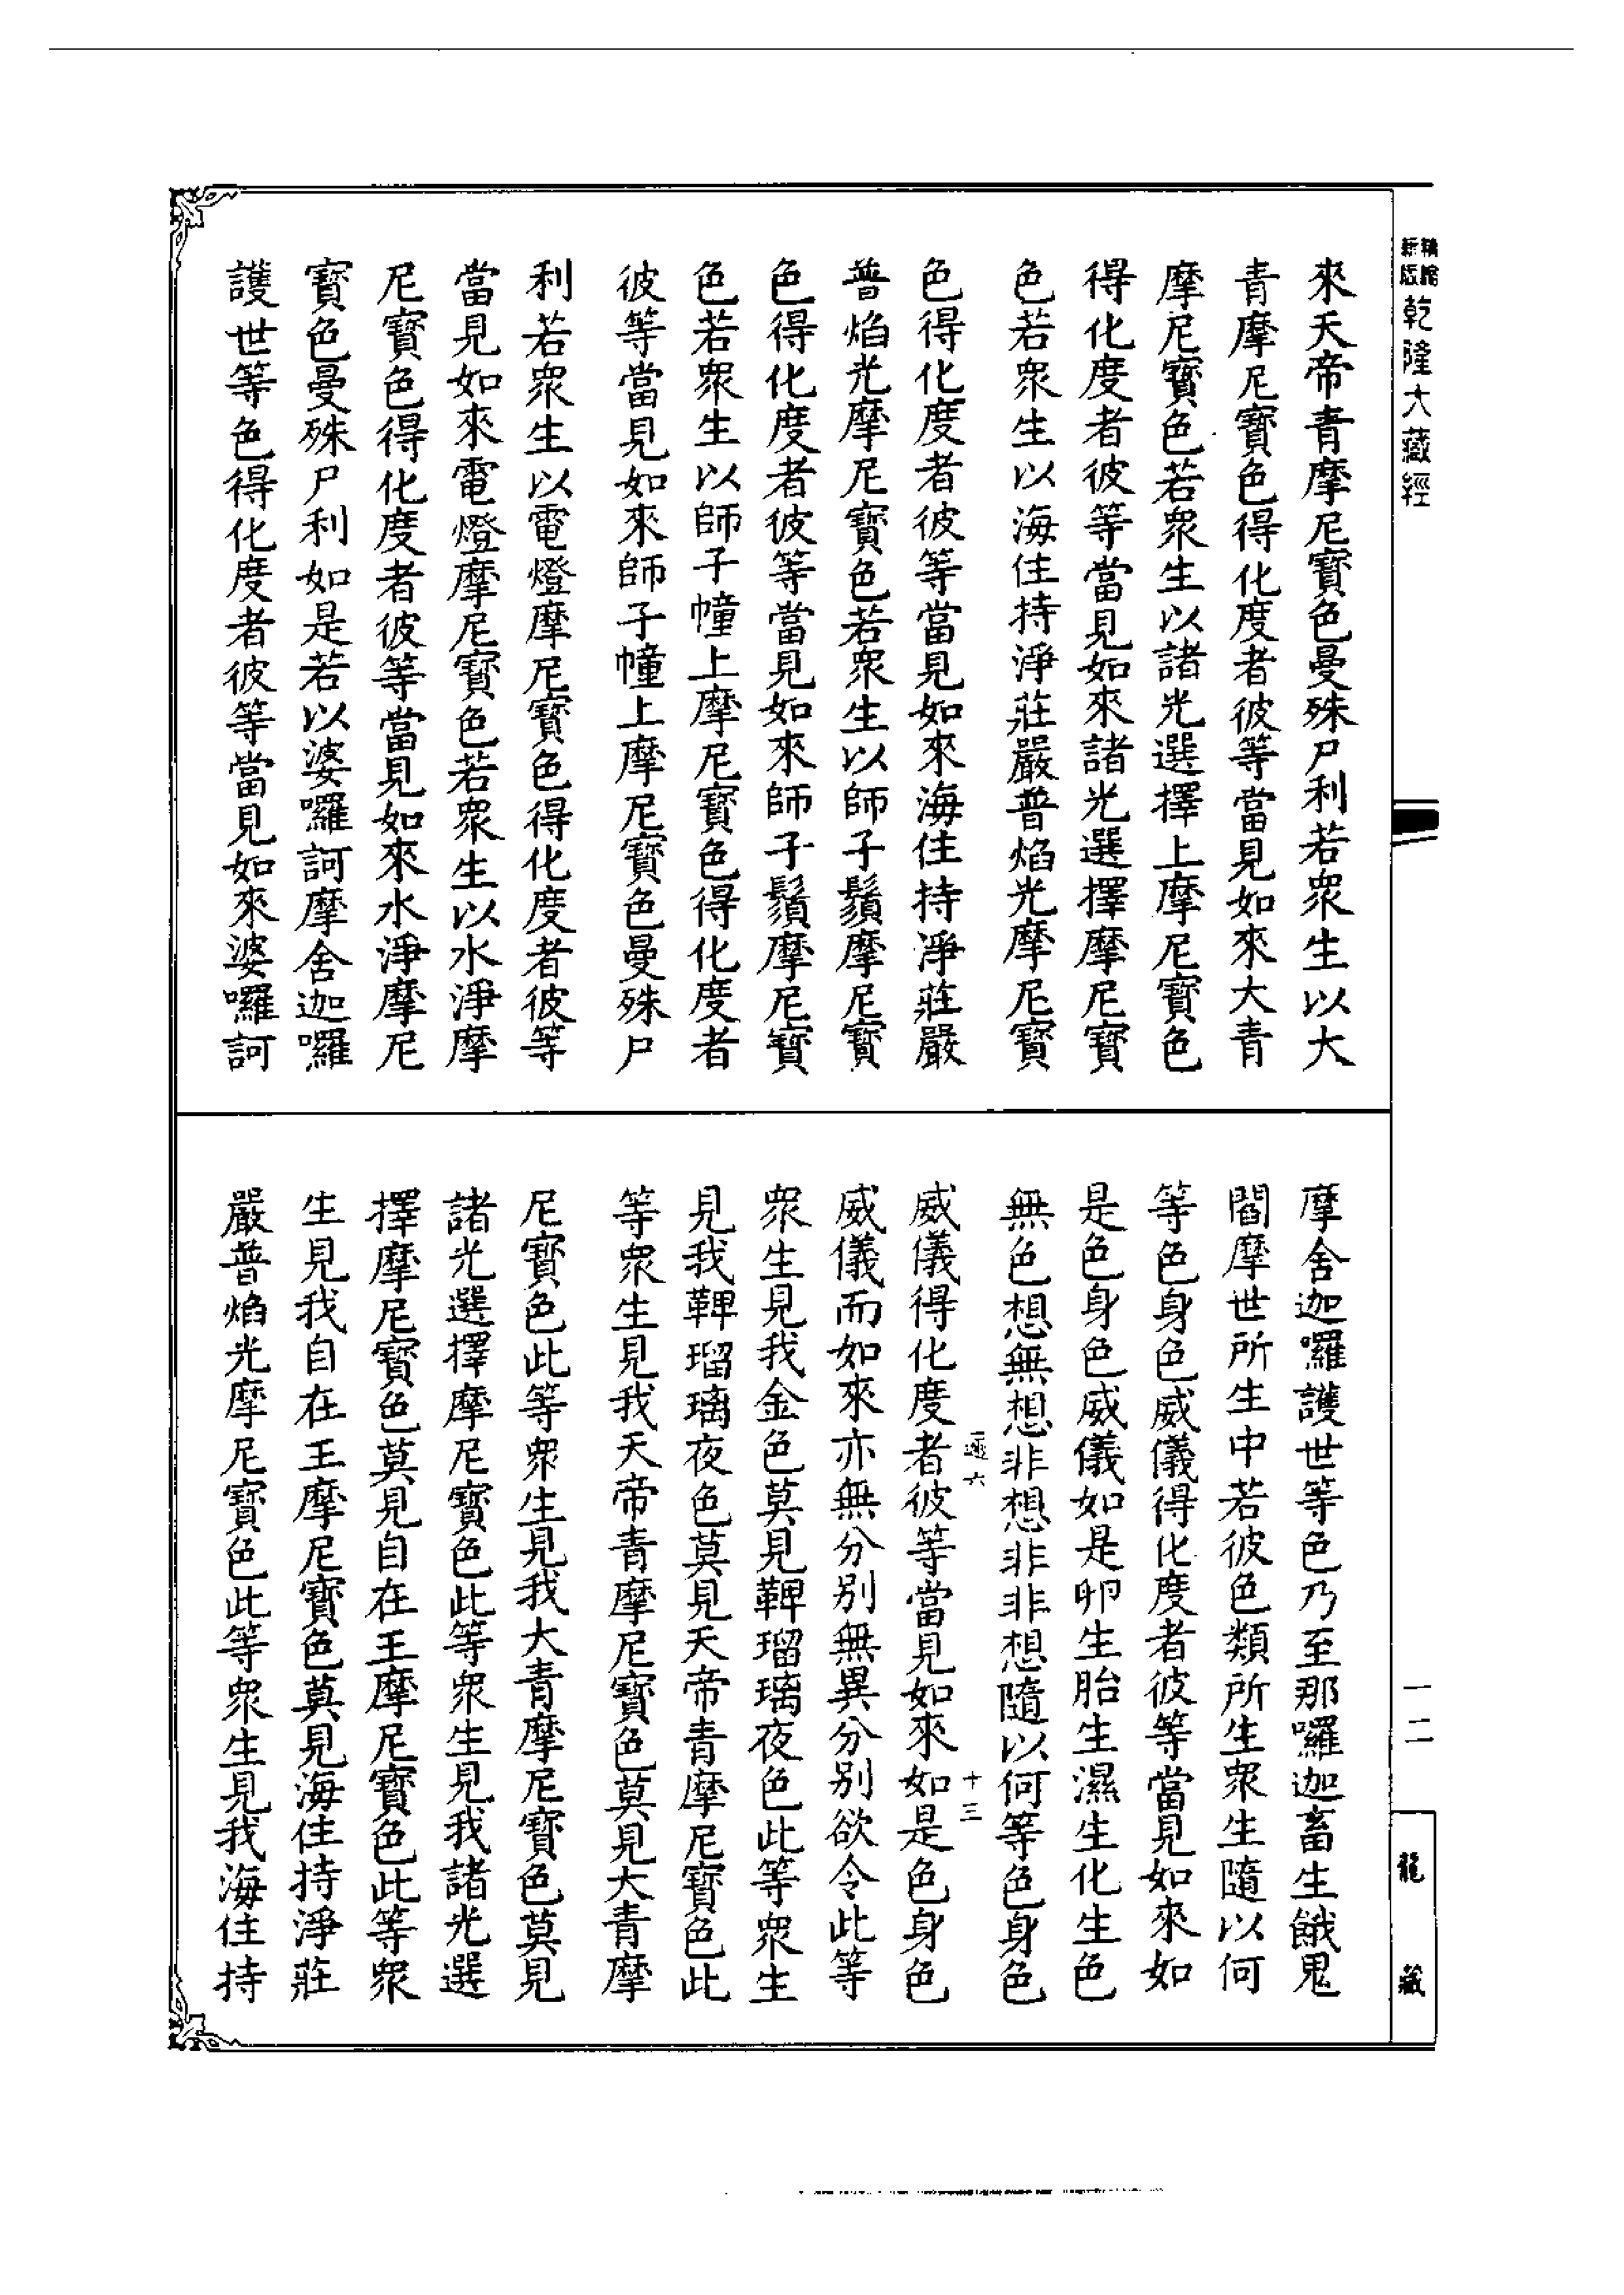 精縮
新版
乾隆大藏經
來天帝青摩尼寶色曼殊尸利若衆生以大
青摩尼寶色得化度者彼等當見如來大青
摩尼寶色若衆生以諸光選擇上摩尼寶色
得化度者彼等當見如來諸光選擇摩尼寶
色若衆生以海住持淨莊嚴普焰光摩尼寶
色得化度者彼等當見如來海住持淨莊嚴
普焰光摩尼寶色若衆生以師子鬚摩尼寶
色得化度者彼等當見如來師子鬚摩尼寶
色若衆生以師子幢上摩尼寶色得化度者
彼等當見如來師子幢上摩尼寶色曼殊尸
利若衆生以電燈摩尼寶色得化度者彼等
當見如來電燈摩尼寶色若衆生以水淨摩
尼寶色得化度者彼等當見如來水淨摩尼
寶色曼殊尸利如是若以婆囉訶摩舍迦囉
護世等色得化度者彼等當見如來婆囉訶
摩舍迦囉護世等色乃至那囉迦畜生餓鬼
閻摩世所生中若彼色類所生衆生隨以何
等色身色威儀得化度者彼等當見如來如
是色身色威儀如是卵生胎生濕生化生色
無色想無想非想非非想隨以何等色身色
十三
威儀得化度者彼等當見如來如是色身色
威儀而如來亦無分别無異分别欲令此等
衆生見我金色莫見鞞瑠璃夜色此等衆生
見我鞞瑠璃夜色莫見天帝青摩尼寶色此
等衆生見我天帝青摩尼寶色莫見大青摩
尼寶色此等衆生見我大青摩尼寶色莫見
諸光選擇摩尼寶色此等衆生見我諸光選
擇摩尼寶色莫見自在王摩尼寶色此等衆
生見我自在王摩尼寶色莫見海住持淨莊
嚴普焰光摩尼寶色此等衆生見我海住持
一二
龍藏